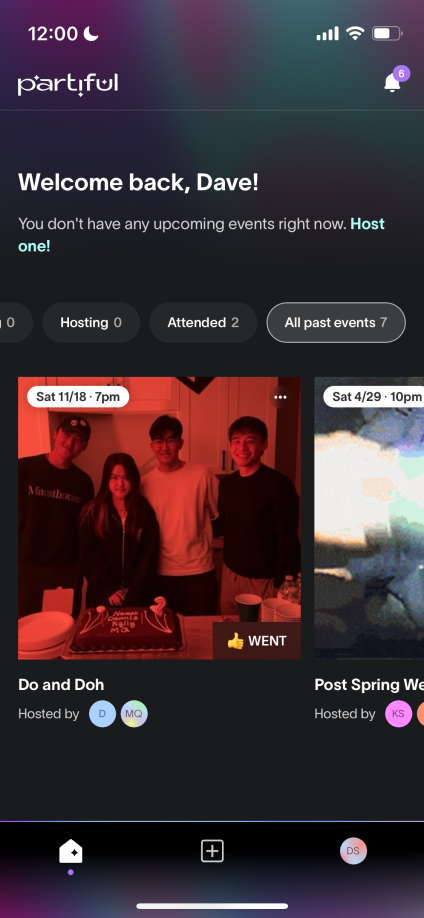 12:00
partiful
6
Welcome back, Dave!
You don't have any upcoming events right now. Host
one!
0
Hosting 0
Attended 2
All past events 7
Sat 11/18 · 7pm
Sat 4/29 · 10pm
Marathoner
👍 WENT
Do and Doh
Post Spring We
Hosted by D MQ
Hosted by KS
DS